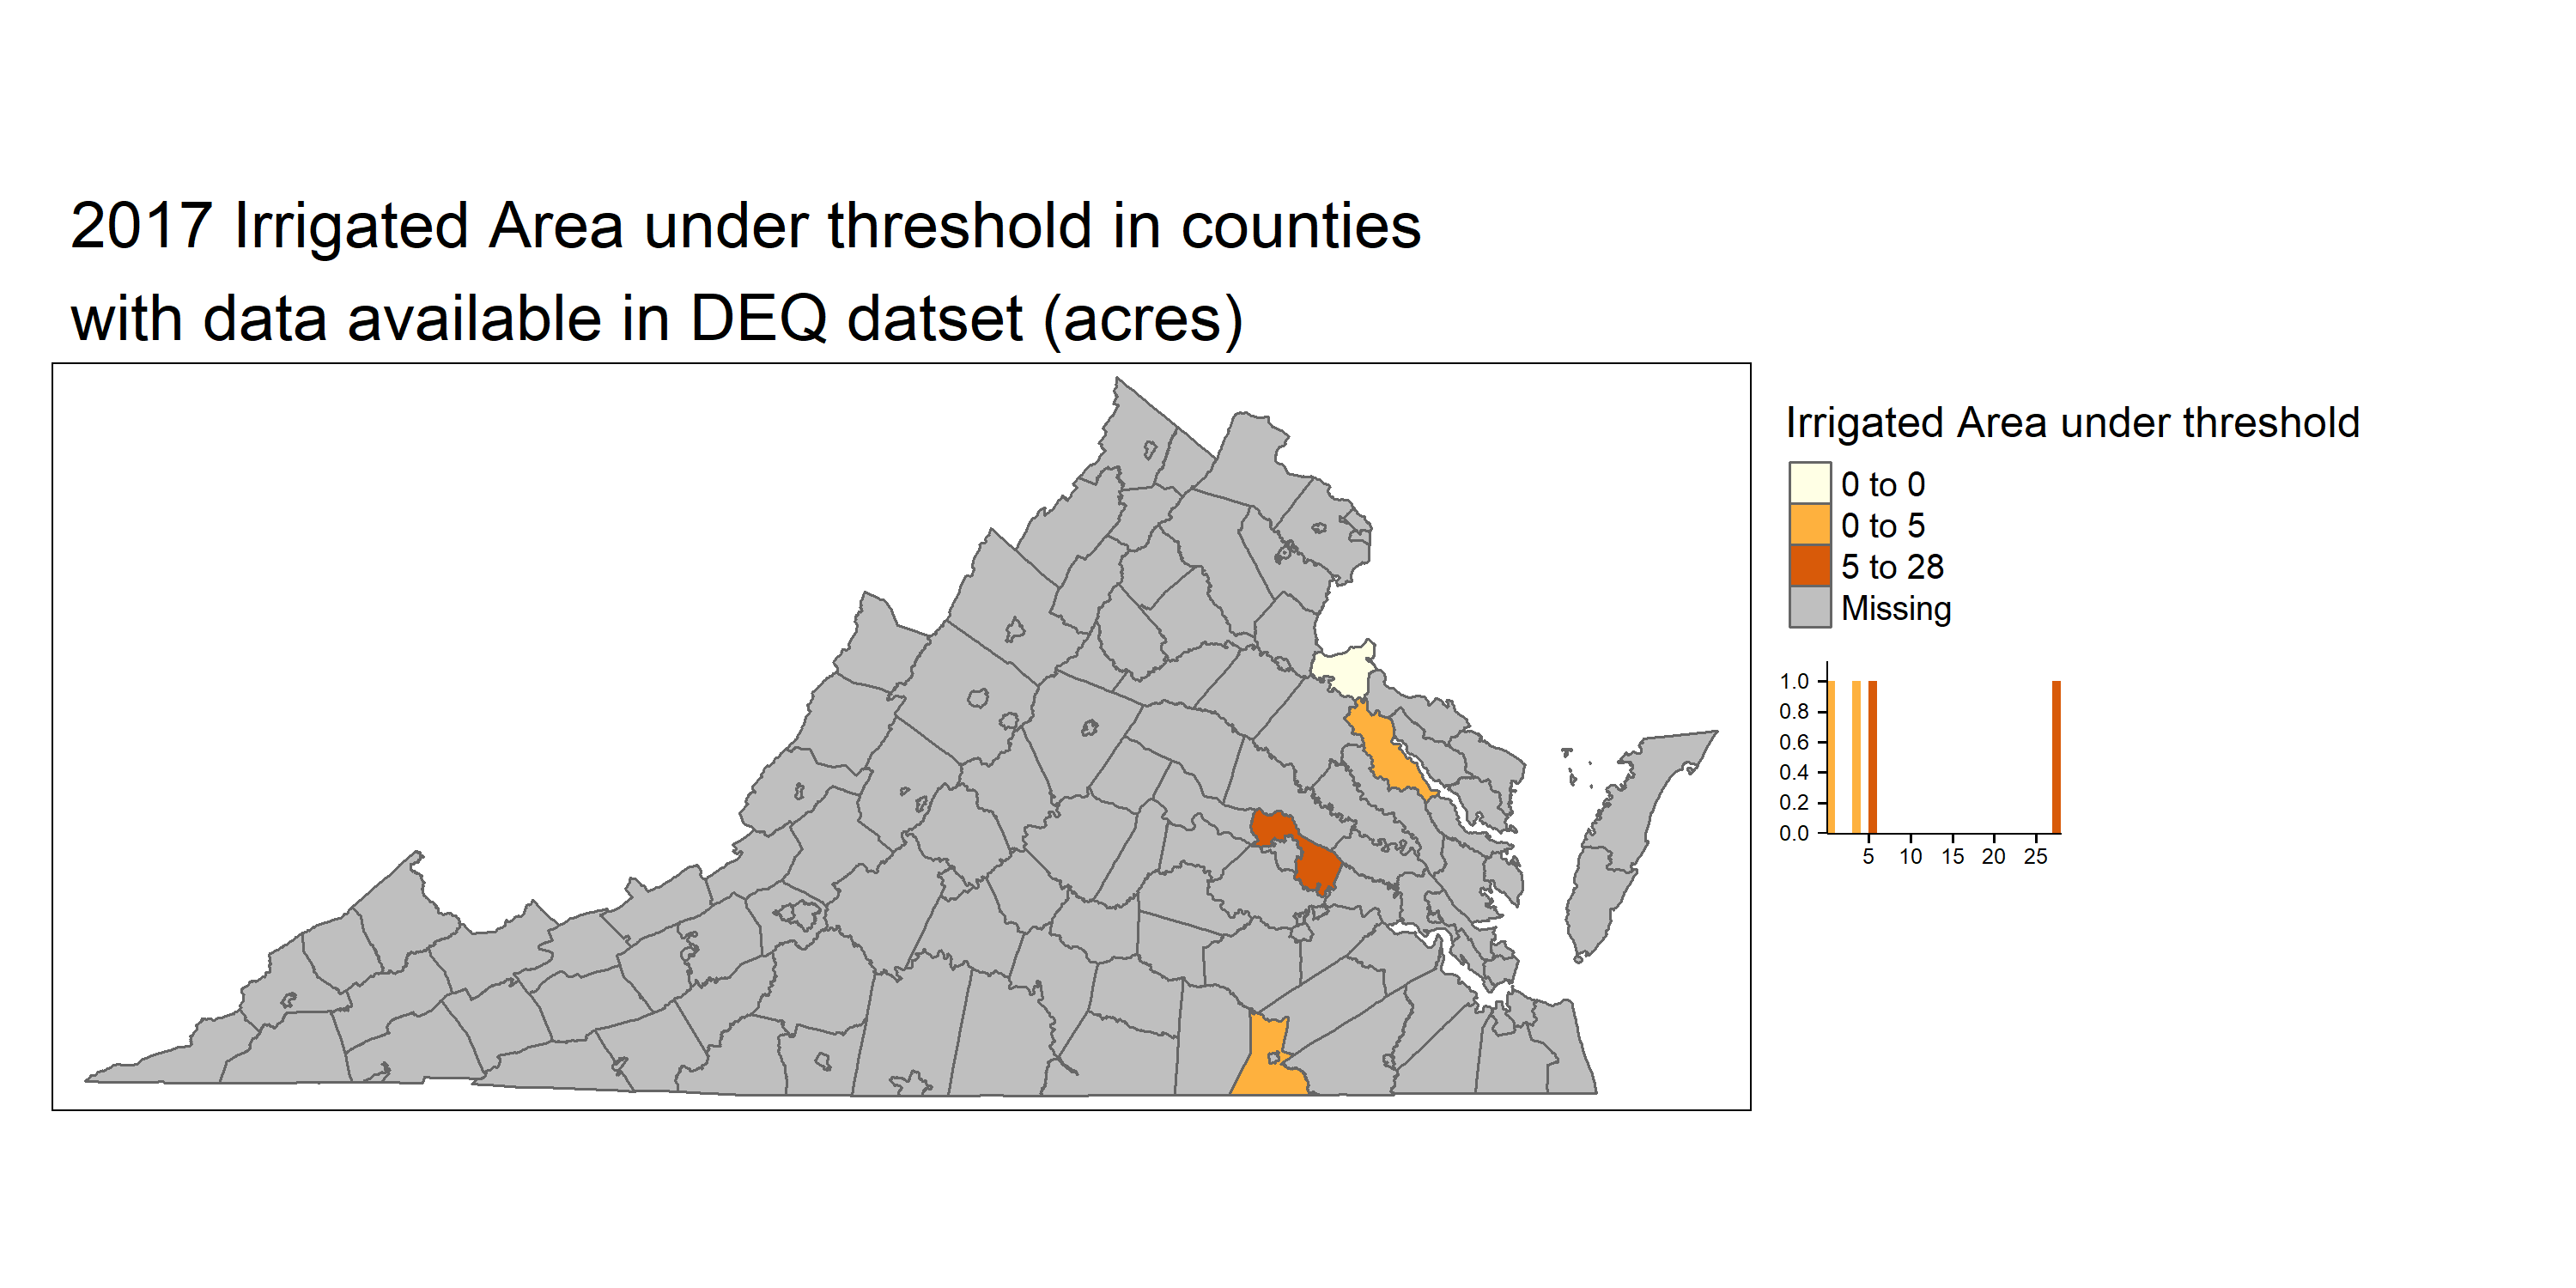 2017 Irrigated Area under threshold in counties
with data available in DEQ datset (acres)
Irrigated Area under threshold
0 to 0
0 to 5
5 to 28
Missing
1.0
0.8
0.6
0.4
0.2
0.0
5 10 15 20 25